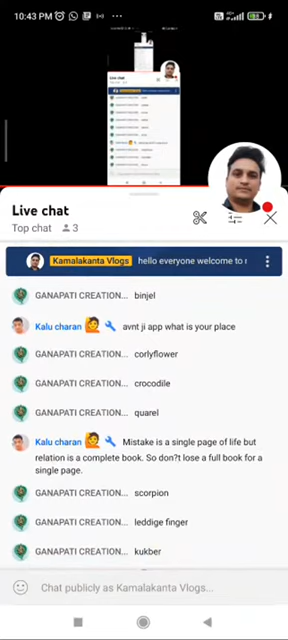 10:43 PM
Live chat
Live chat
Top chat 3
Kamalakanta Vlogs hello everyone welcome to
GANAPATI CREATION... binjel
Kalu charan avnt ji app what is your place
GANAPATI CREATION... corlyflower
GANAPATI CREATION... crocodile
GANAPATI CREATION... quarel
Kalu charan Mistake is a single page of life but
relation is a complete book. So don?t lose a full book for a
single page.
GANAPATI CREATION... scorpion
GANAPATI CREATION... leddige finger
GANAPATI CREATION... kukber
Chat publicly as Kamalakanta Vlogs...